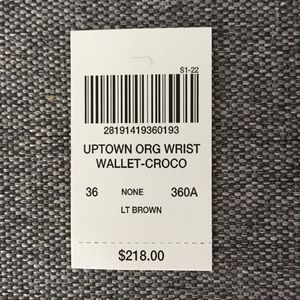 S1-22
28191419360193
UPTOWN ORG WRIST
WALLET-CROCO
36 NONE 360A
LT BROWN
$218.00